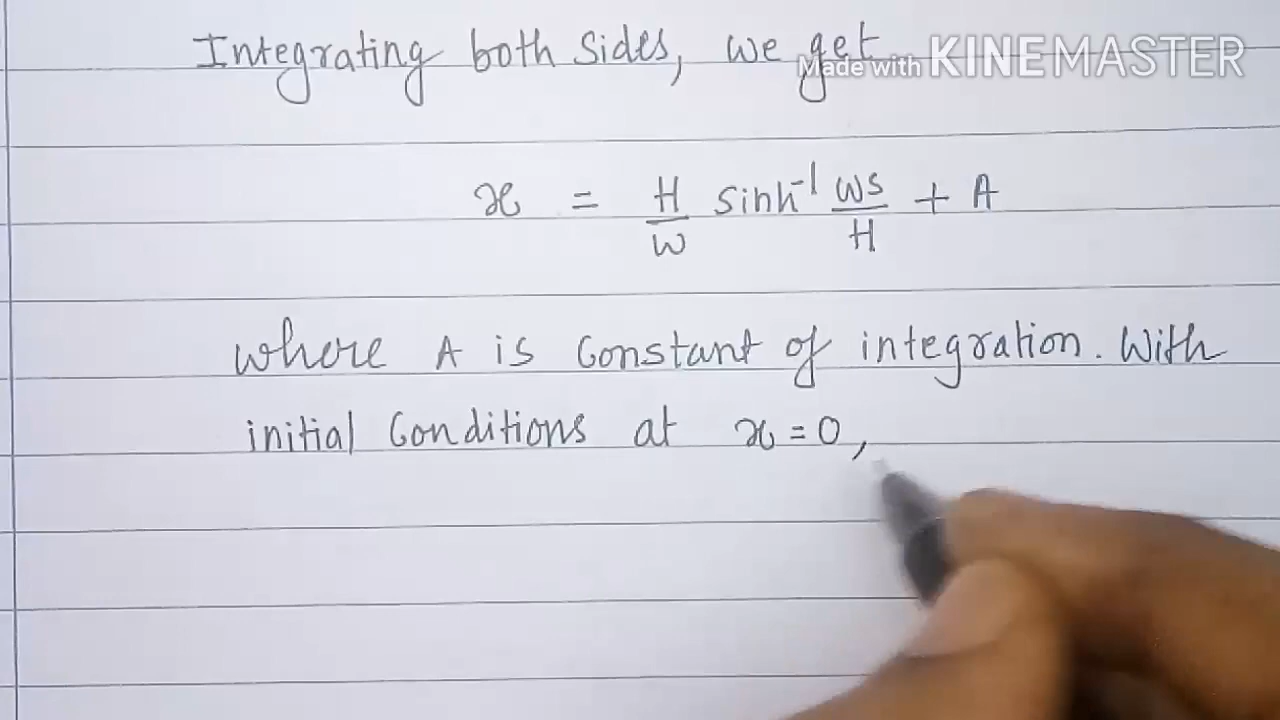 Integrating both sides, we get
Made with KINEMASTER
x = H/w sinh⁻¹ ws/H + A
where A is constant of integration. With
initial conditions at x = 0,